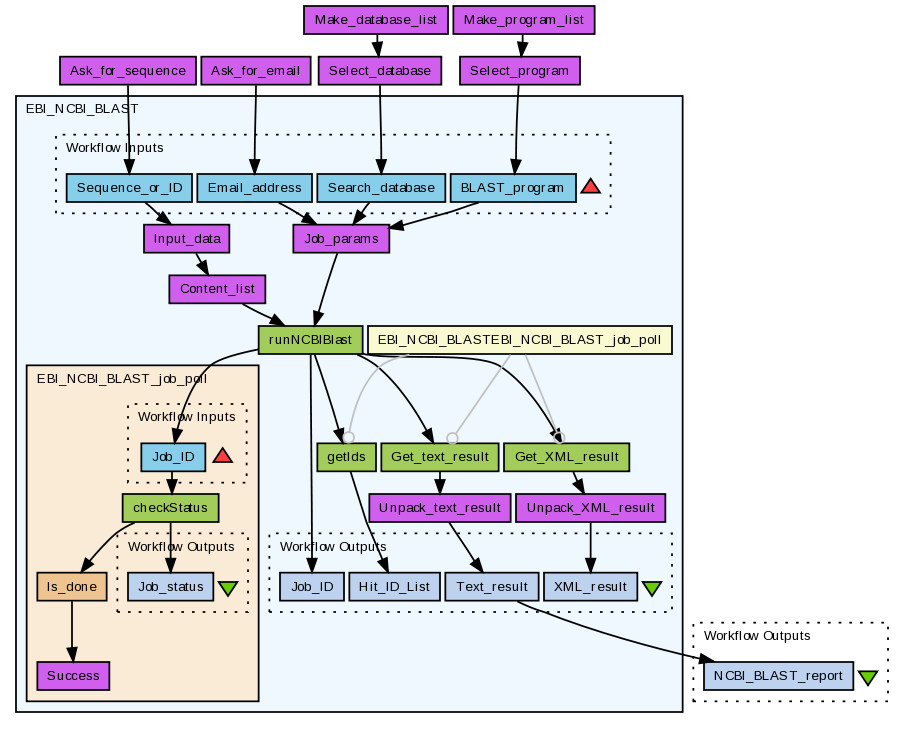 Make_database_list
Make_program_list
Ask_for_sequence
Ask_for_email
Select_database
Select_program
EBI_NCBI_BLAST
Workflow Inputs
Sequence_or_ID
Email_address
Search_database
BLAST_program
Input_data
Job_params
Content_list
runNCBIBlast
EBI_NCBI_BLASTEBI_NCBI_BLAST_job_poll
EBI_NCBI_BLAST_job_poll
Workflow Inputs
Job_ID
getIds
Get_text_result
Get_XML_result
checkStatus
Unpack_text_result
Unpack_XML_result
Workflow Outputs
Workflow Outputs
Is_done
Job_status
Job_ID
Hit_ID_List
Text_result
XML_result
Workflow Outputs
Success
NCBI_BLAST_report